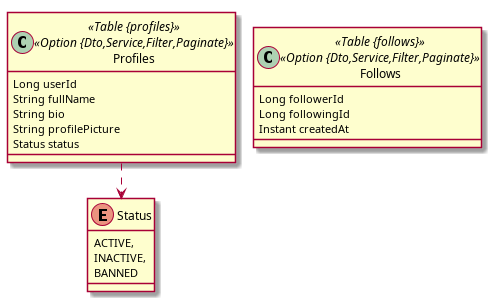 «Table {profiles}»
«Option {Dto,Service,Filter,Paginate}»
C
Profiles
Long userId
String fullName
String bio
String profilePicture
Status status
«Table {follows}»
«Option {Dto,Service,Filter,Paginate}»
C
Follows
Long followerId
Long followingId
Instant createdAt
E Status
ACTIVE,
INACTIVE,
BANNED